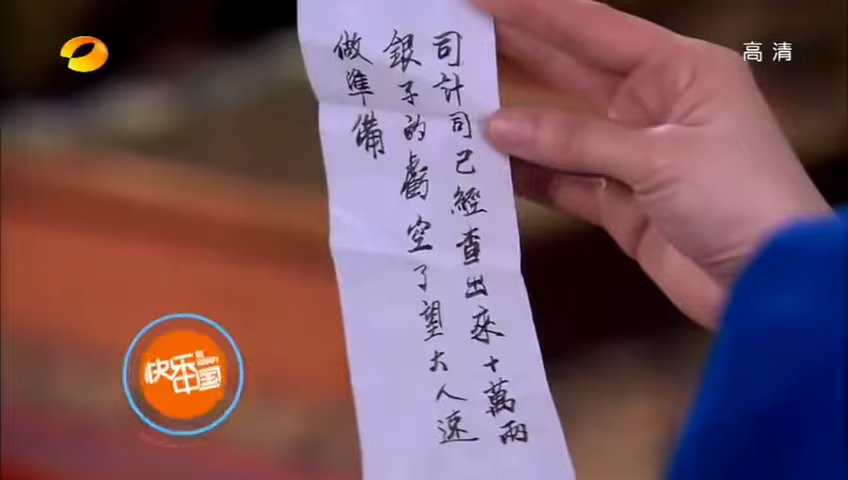 高清
司計司已經查出來十萬兩
銀子的虧空了望大人速
做準備
快乐
中国